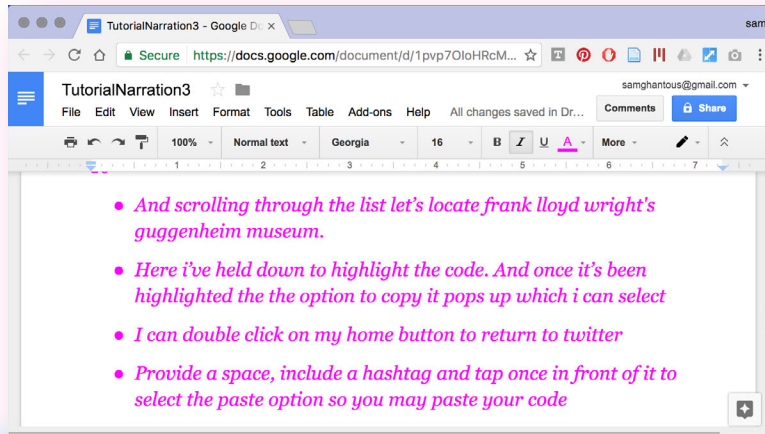 TutorialNarration3 - Google Dc ×
sam
Secure https://docs.google.com/document/d/1pvp7OIoHRcM...
TutorialNarration3
samghantous@gmail.com
File Edit View Insert Format Tools Table Add-ons Help All changes saved in Dr...
Comments Share
100% Normal text Georgia 16 B I U A More
1 2 3 4 5 6 7
• And scrolling through the list let's locate frank lloyd wright's
guggenheim museum.
• Here i've held down to highlight the code. And once it's been
highlighted the the option to copy it pops up which i can select
• I can double click on my home button to return to twitter
• Provide a space, include a hashtag and tap once in front of it to
select the paste option so you may paste your code